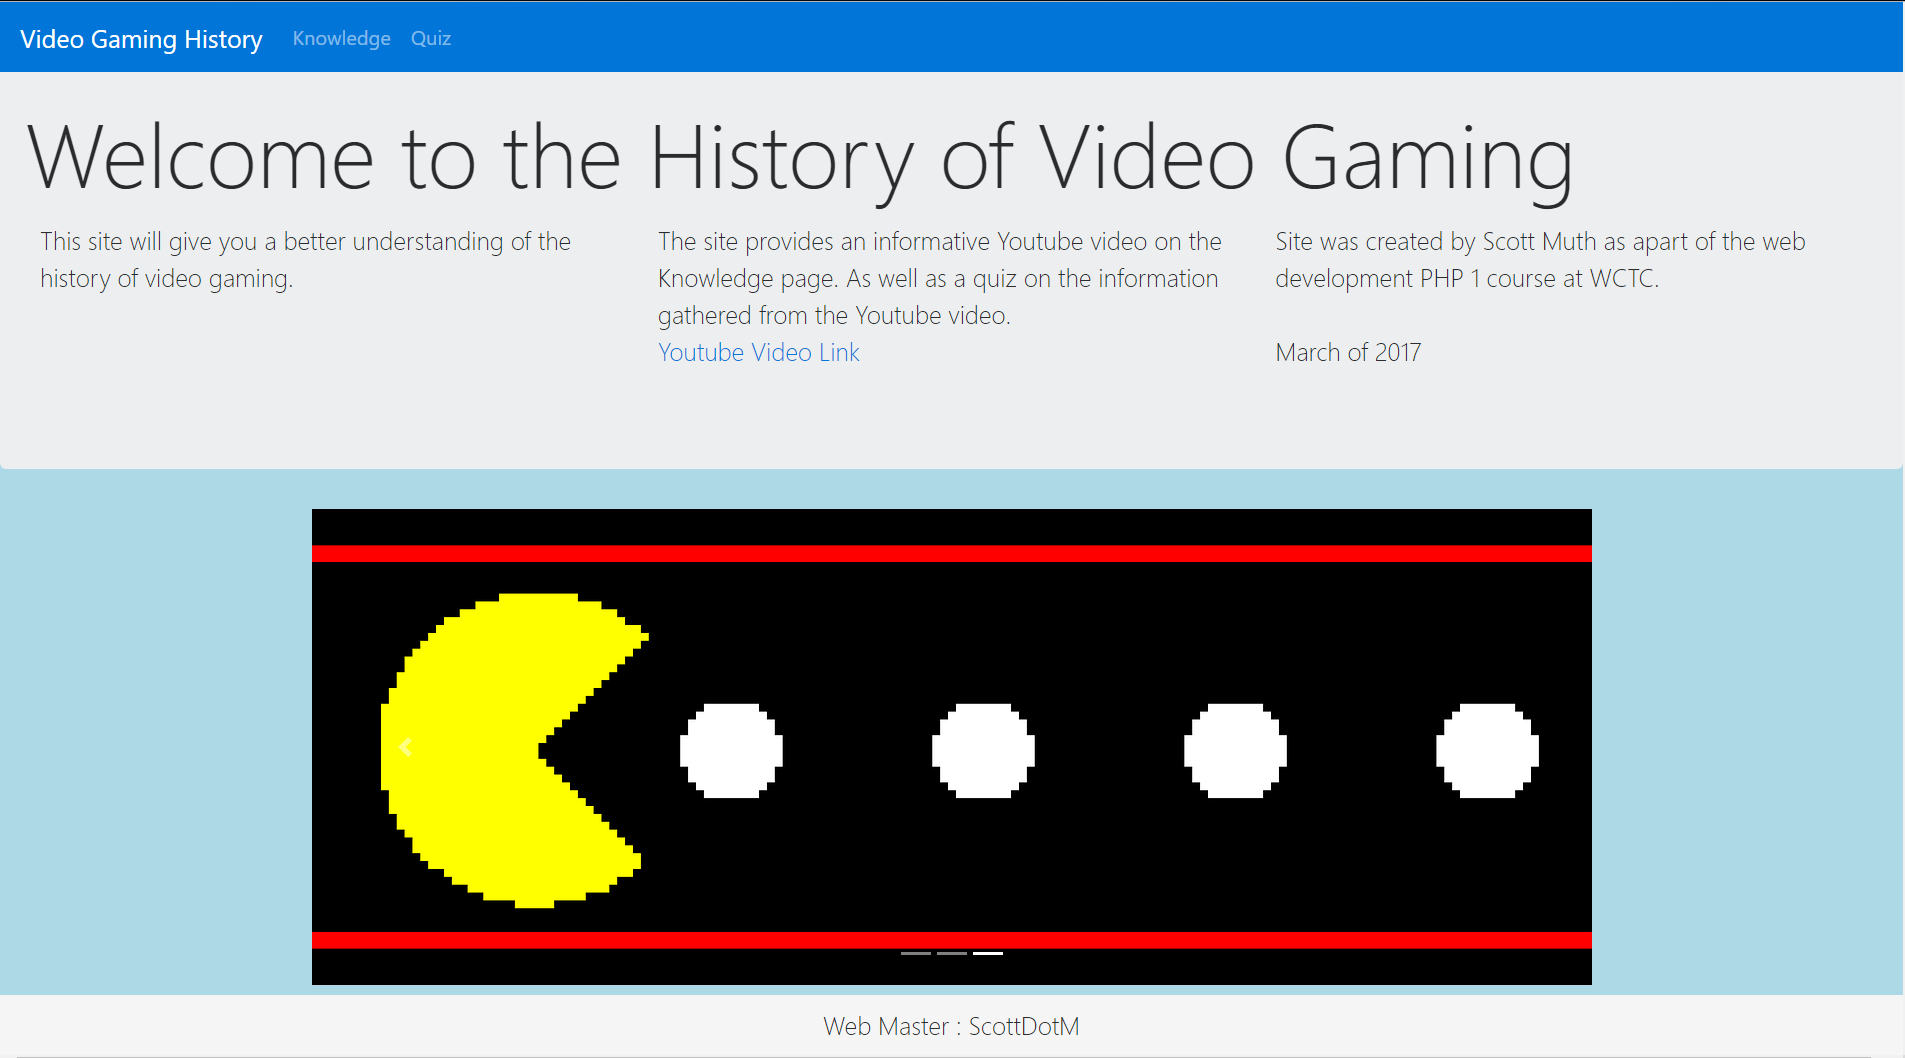 Video Gaming History Knowledge Quiz
Welcome to the History of Video Gaming
This site will give you a better understanding of the
history of video gaming.
The site provides an informative Youtube video on the
Knowledge page. As well as a quiz on the information
gathered from the Youtube video.
Youtube Video Link
Site was created by Scott Muth as apart of the web
development PHP 1 course at WCTC.
March of 2017
Web Master : ScottDotM